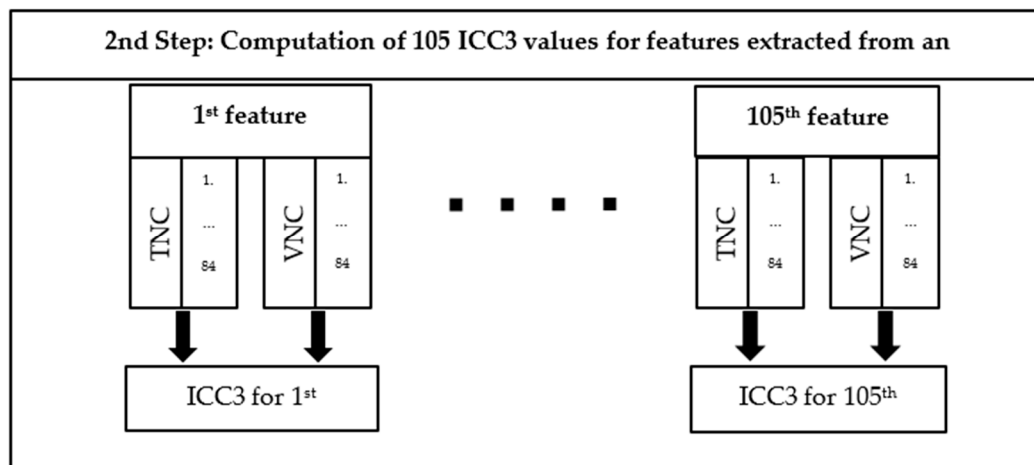 2nd Step: Computation of 105 ICC3 values for features extracted from an
1st feature
105th feature
TNC
1.
...
84
VNC
1.
...
84
TNC
1.
...
84
VNC
1.
...
84
ICC3 for 1st
ICC3 for 105th